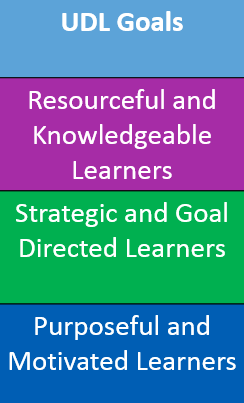 UDL Goals
Resourceful and
Knowledgeable
Learners
Strategic and Goal
Directed Learners
Purposeful and
Motivated Learners